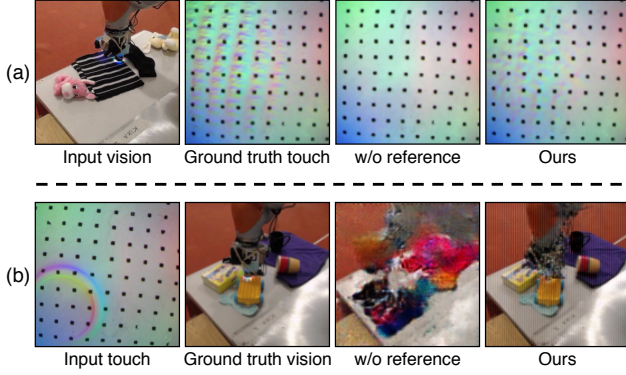 (a)
Input vision
Ground truth touch
w/o reference
Ours
(b)
Input touch
Ground truth vision
w/o reference
Ours